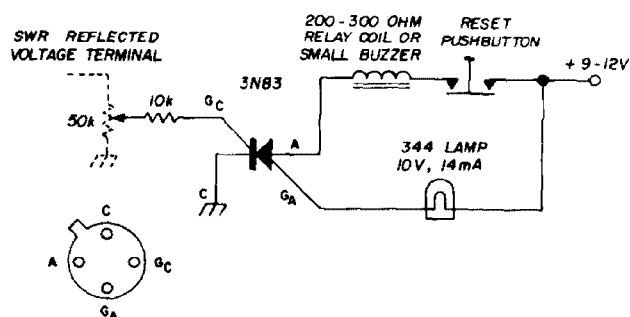 SWR REFLECTED
VOLTAGE TERMINAL
200-300 OHM
RELAY COIL OR
SMALL BUZZER
RESET
PUSHBUTTON
+ 9-12V
3N83
50k
10k
GC
A
C
GA
344 LAMP
10V, 14mA
C
A
GC
GA